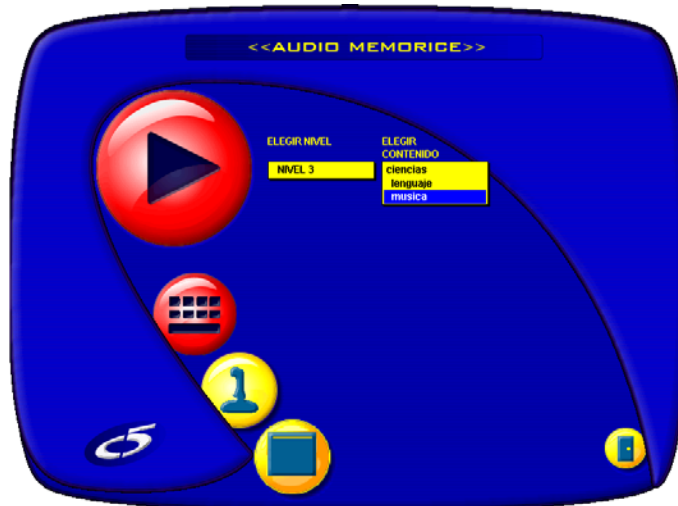 <<AUDIO MEMORICE>>
ELEGIR NIVEL
NIVEL 3
ELEGIR
CONTENIDO
ciencias
lenguaje
musica
C5